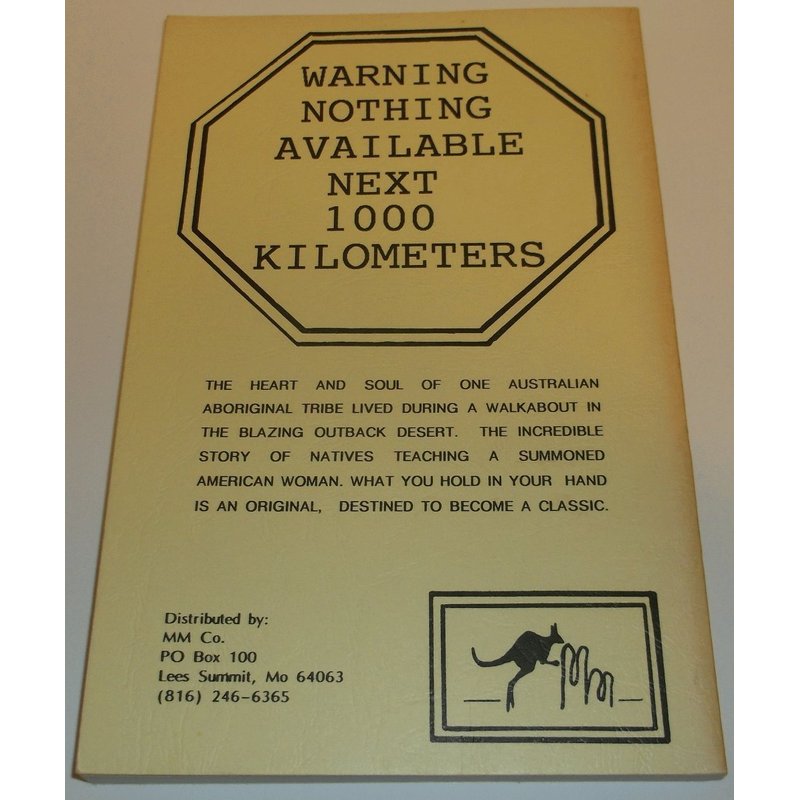 WARNING
NOTHING
AVAILABLE
NEXT
1000
KILOMETERS
THE HEART AND SOUL OF ONE AUSTRALIAN
ABORIGINAL TRIBE LIVED DURING A WALKABOUT IN
THE BLAZING OUTBACK DESERT. THE INCREDIBLE
STORY OF NATIVES TEACHING A SUMMONED
AMERICAN WOMAN. WHAT YOU HOLD IN YOUR HAND
IS AN ORIGINAL, DESTINED TO BECOME A CLASSIC.
Distributed by:
MM Co.
PO Box 100
Lees Summit, Mo 64063
(816) 246-6365
MM